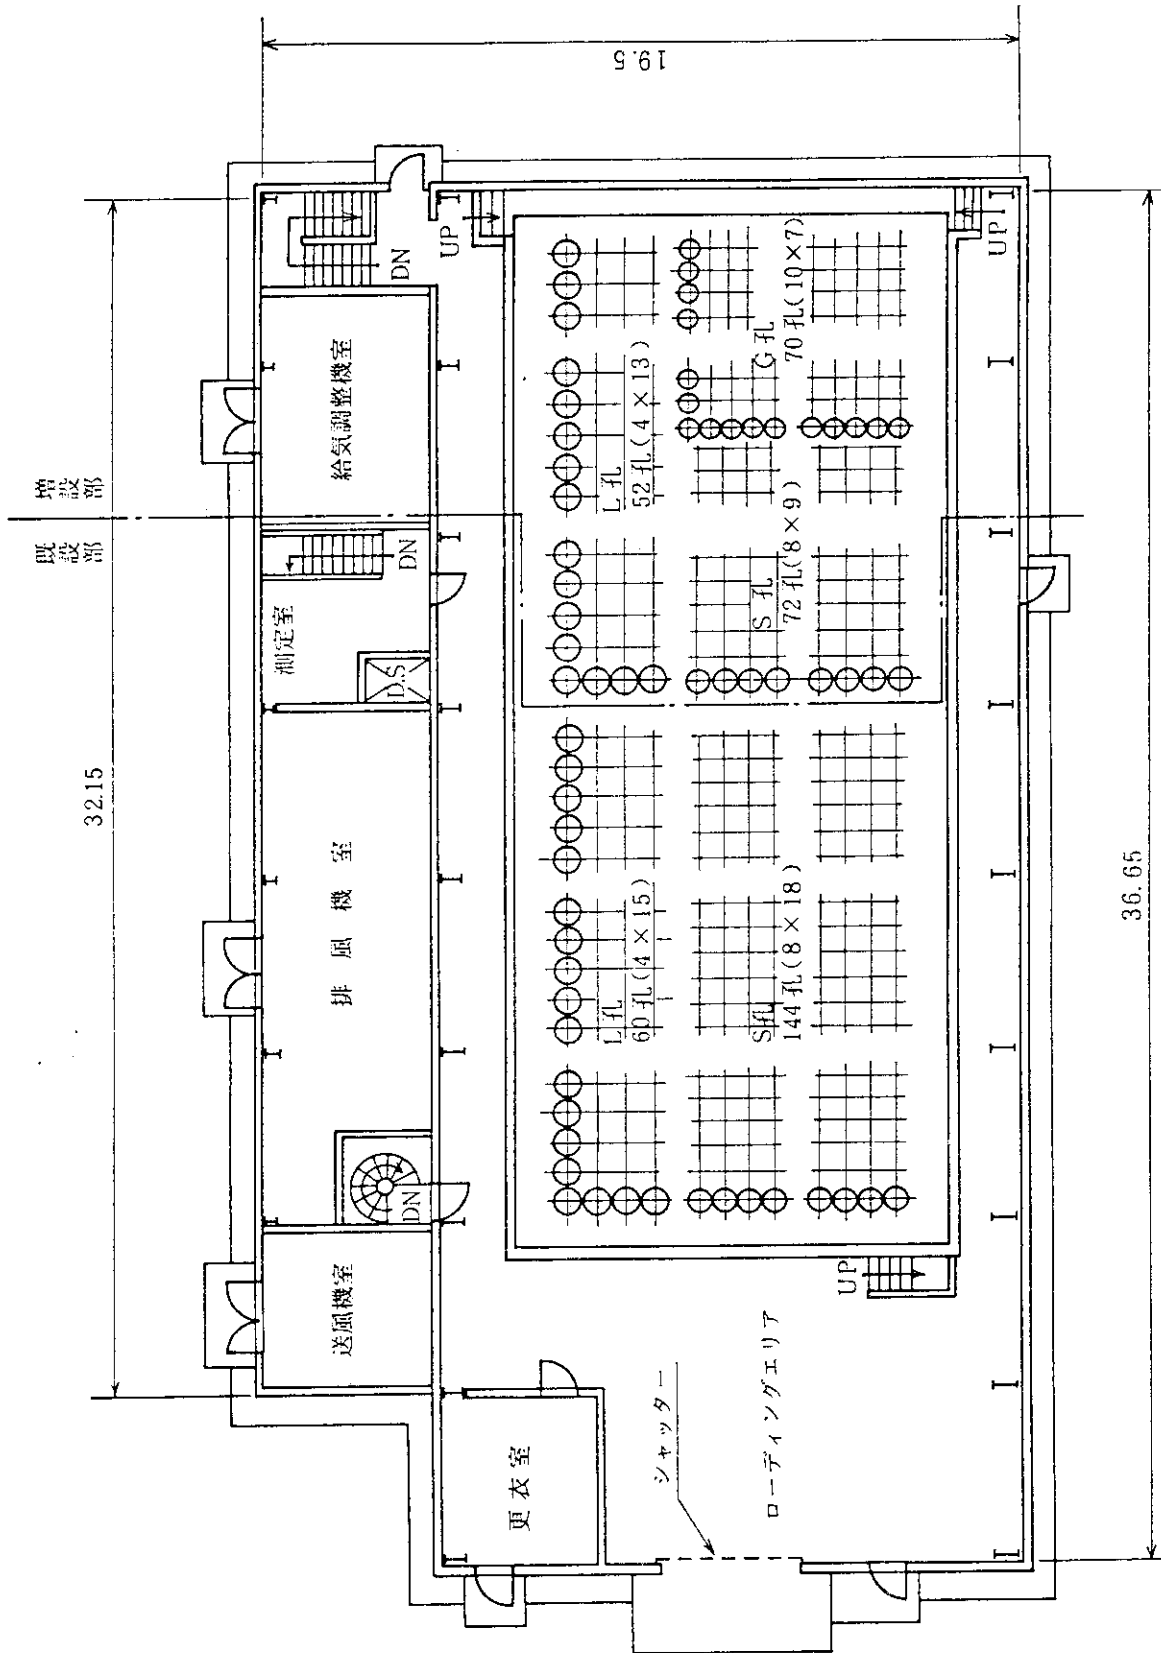 32.15
既設部
増設部
19.5
送風機室
排風機室
測定室
給気調整機室
DN
D.S
DN
DN
UP
更衣室
L孔
60孔(4×15)
L孔
52孔(4×13)
S孔
144孔(8×18)
S孔
72孔(8×9)
G孔
70孔(10×7)
シャッター
ローディングエリア
UP
UP
36.65